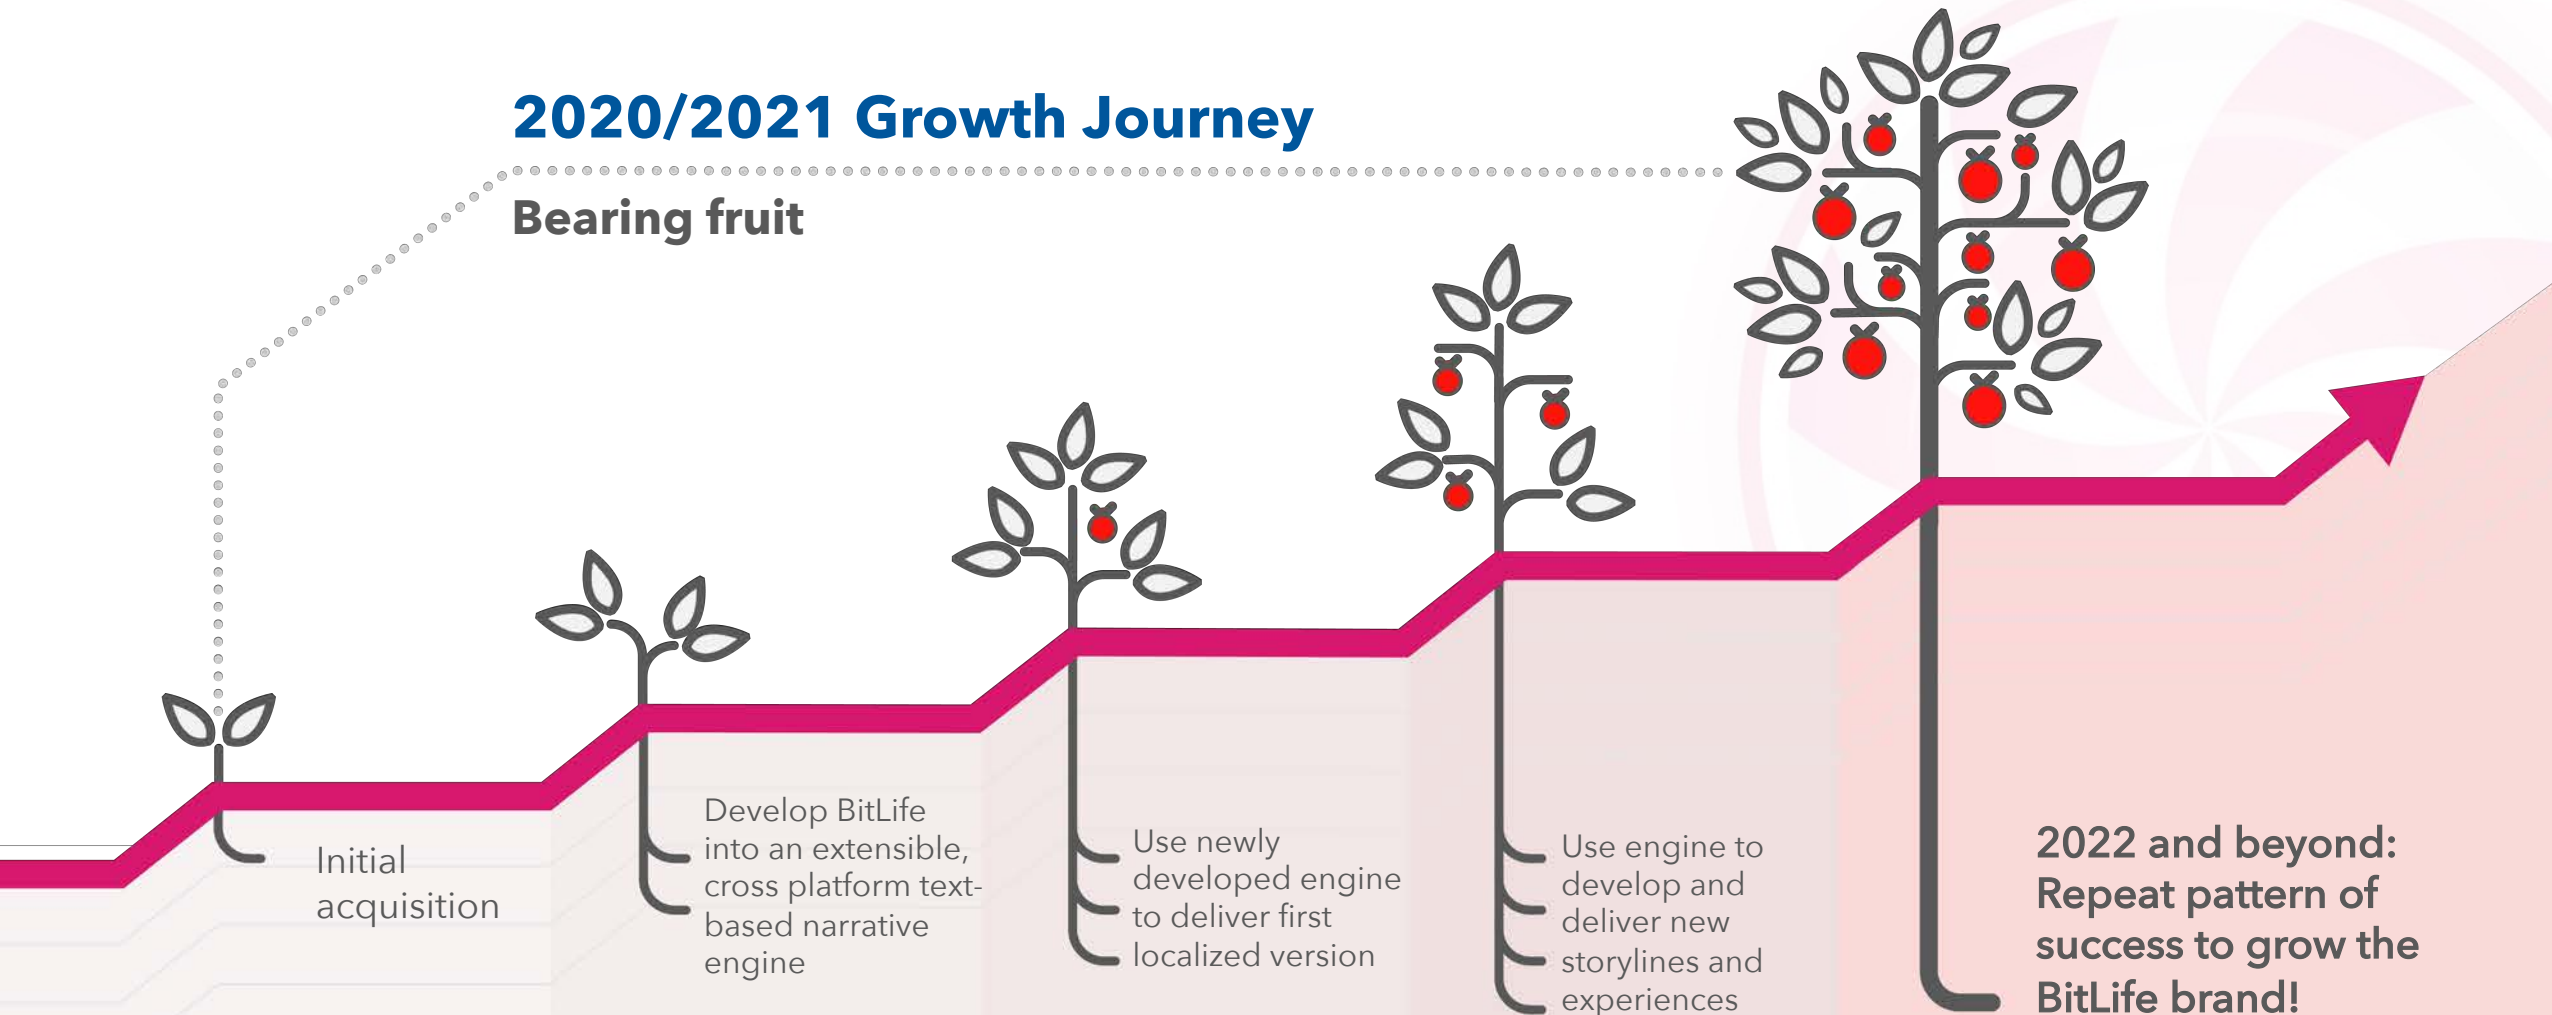 2020/2021 Growth Journey
Bearing fruit
Initial
acquisition
Develop BitLife
into an extensible,
cross platform text-
based narrative
engine
Use newly
developed engine
to deliver first
localized version
Use engine to
develop and
deliver new
storylines and
experiences
2022 and beyond:
Repeat pattern of
success to grow the
BitLife brand!